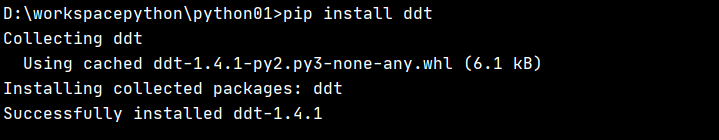 D:\workspacepython\python01>pip install ddt
Collecting ddt
  Using cached ddt-1.4.1-py2.py3-none-any.whl (6.1 kB)
Installing collected packages: ddt
Successfully installed ddt-1.4.1